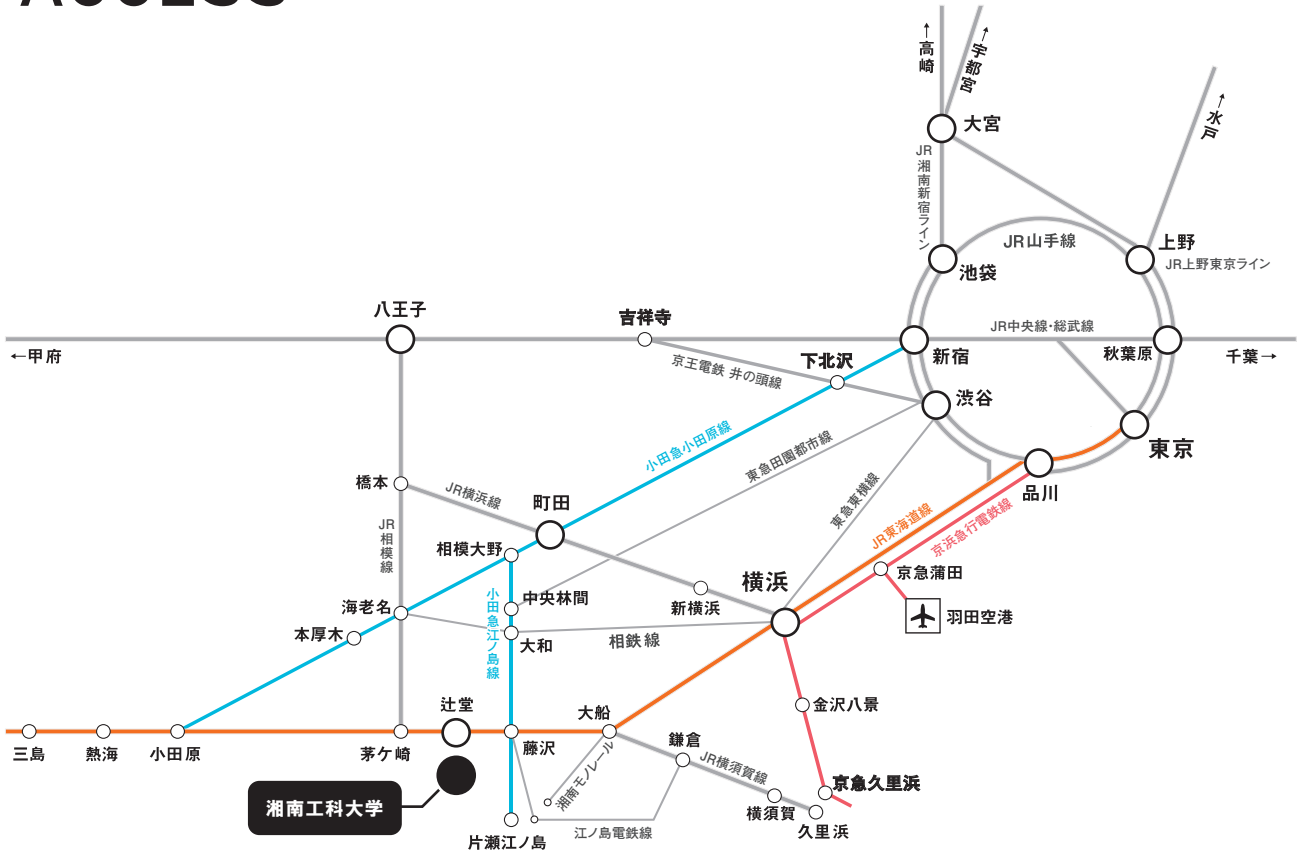 ←高崎
←宇都宮
←水戸
大宮
JR湘南新宿ライン
JR山手線
上野
JR上野東京ライン
池袋
八王子
吉祥寺
JR中央線・総武線
←甲府
新宿
秋葉原
千葉→
京王電鉄 井の頭線
下北沢
渋谷
小田急小田原線
東急田園都市線
東京
橋本
JR横浜線
町田
東急東横線
品川
JR東海道線
京浜急行電鉄線
JR相模線
相模大野
京急蒲田
横浜
小田急江ノ島線
中央林間
新横浜
海老名
羽田空港
本厚木
大和
相鉄線
辻堂
大船
金沢八景
三島
熱海
小田原
茅ケ崎
藤沢
鎌倉
湘南モノレール
JR横須賀線
京急久里浜
湘南工科大学
横須賀
江ノ島電鉄線
久里浜
片瀬江ノ島